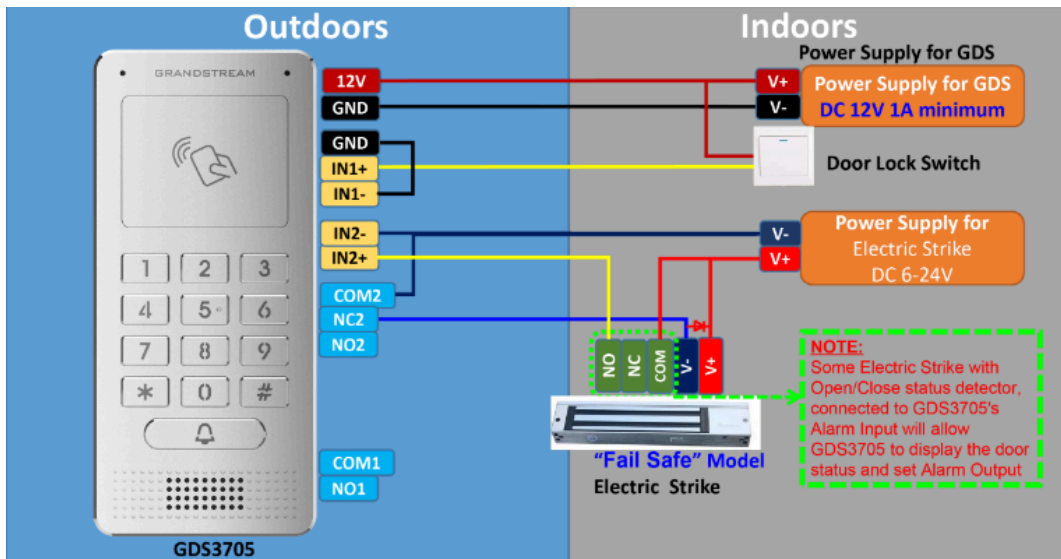 Outdoors
Indoors
GRANDSTREAM
12V
GND
GND
IN1+
IN1-
IN2-
IN2+
COM2
NC2
NO2
COM1
NO1
1 2 3
4 5 6
7 8 9
* 0 #
GDS3705
Power Supply for GDS
V+
V-
Power Supply for GDS
DC 12V 1A minimum
Door Lock Switch
V-
V+
Power Supply for
Electric Strike
DC 6-24V
NO
NC
COM
V-
V+
"Fail Safe" Model
Electric Strike
NOTE:
Some Electric Strike with
Open/Close status detector,
connected to GDS3705's
Alarm Input will allow
GDS3705 to display the door
status and set Alarm Output